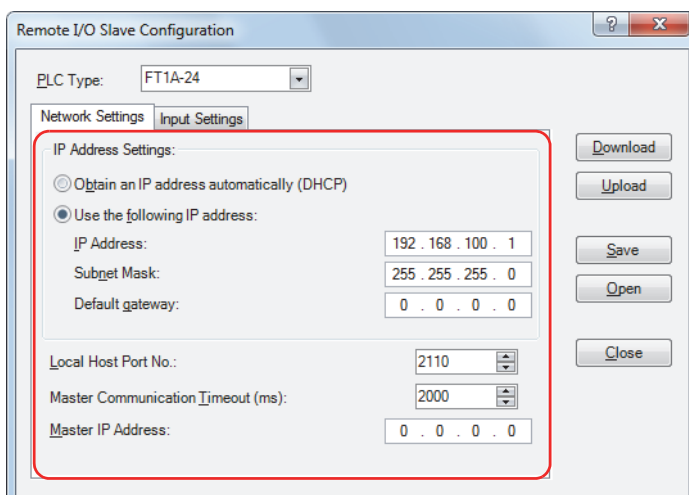 Remote I/O Slave Configuration
?
X
PLC Type: FT1A-24
Network Settings Input Settings
IP Address Settings:
Download
Obtain an IP address automatically (DHCP)
Upload
Use the following IP address:
IP Address: 192 . 168 . 100 . 1
Save
Subnet Mask: 255 . 255 . 255 . 0
Open
Default gateway: 0 . 0 . 0 . 0
Local Host Port No.: 2110
Close
Master Communication Timeout (ms): 2000
Master IP Address: 0 . 0 . 0 . 0